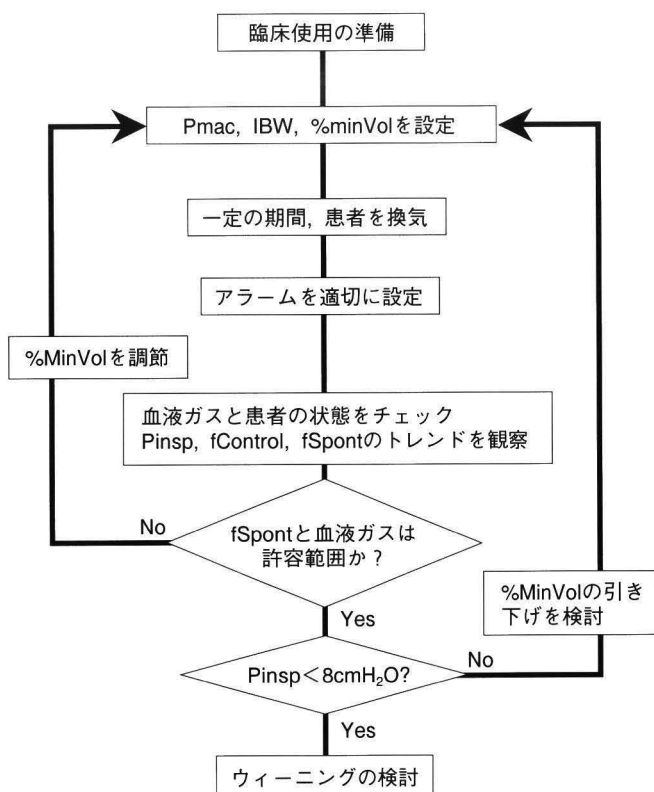 臨床使用の準備
Pmac, IBW, %minVolを設定
一定の期間, 患者を換気
アラームを適切に設定
%MinVolを調節
血液ガスと患者の状態をチェック
Pinsp, fControl, fSpontのトレンドを観察
No
fSpontと血液ガスは
許容範囲か?
%MinVolの引き
下げを検討
Yes
No
Pinsp<8cmH₂O?
Yes
ウィーニングの検討